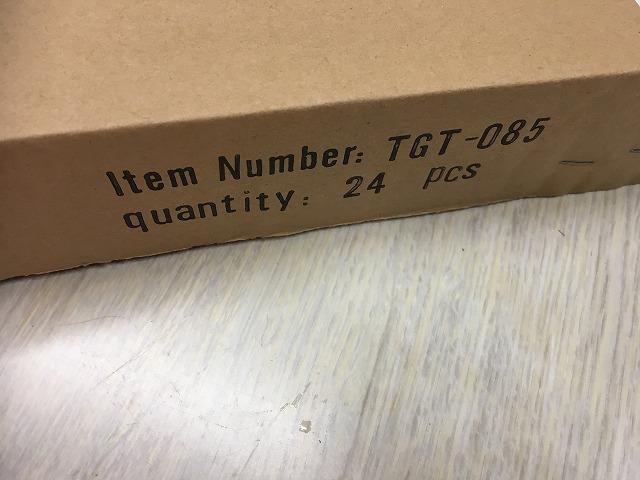 Item Number: TGT-085
quantity: 24 pcs